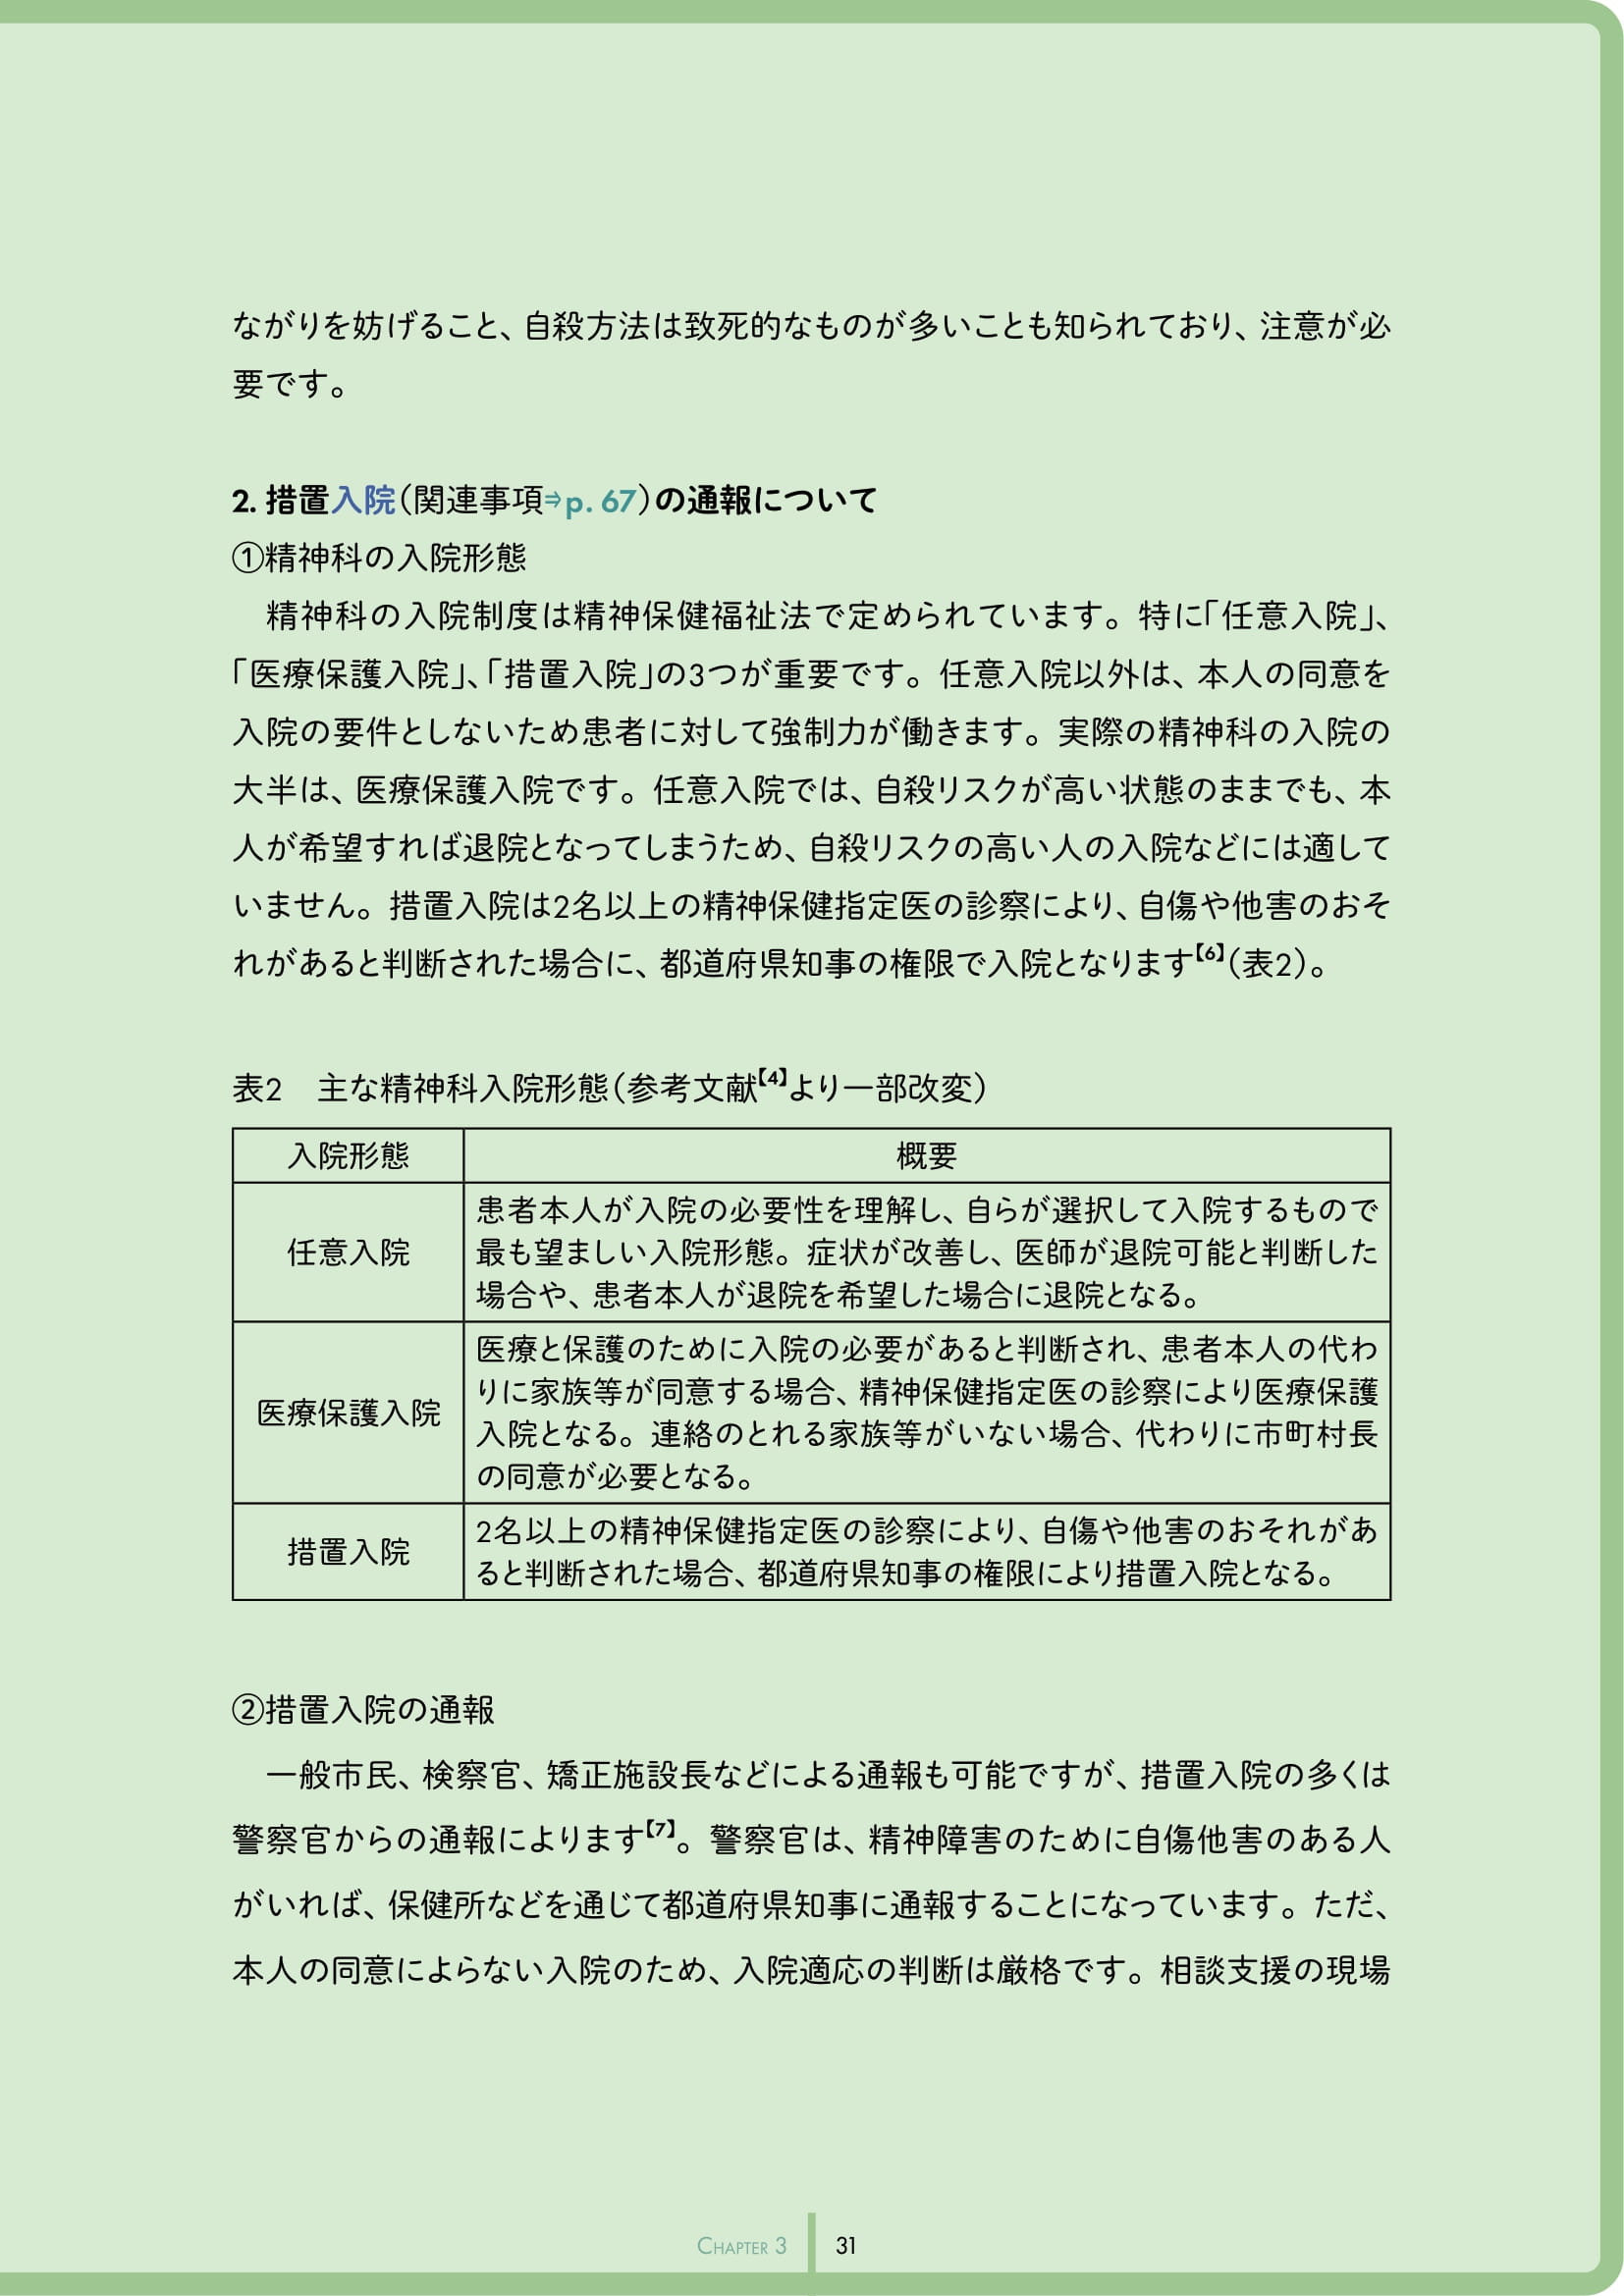 ながりを妨げること、自殺方法は致死的なものが多いことも知られており、注意が必
要です。
2. 措置入院（関連事項⇒p. 67）の通報について
①精神科の入院形態
　精神科の入院制度は精神保健福祉法で定められています。特に「任意入院」、
「医療保護入院」、「措置入院」の3つが重要です。任意入院以外は、本人の同意を
入院の要件としないため患者に対して強制力が働きます。実際の精神科の入院の
大半は、医療保護入院です。任意入院では、自殺リスクが高い状態のままでも、本
人が希望すれば退院となってしまうため、自殺リスクの高い人の入院などには適して
いません。措置入院は2名以上の精神保健指定医の診察により、自傷や他害のおそ
れがあると判断された場合に、都道府県知事の権限で入院となります【6】（表2）。
表2　主な精神科入院形態（参考文献【4】より一部改変）
入院形態
概要
任意入院
患者本人が入院の必要性を理解し、自らが選択して入院するもので
最も望ましい入院形態。症状が改善し、医師が退院可能と判断した
場合や、患者本人が退院を希望した場合に退院となる。
医療保護入院
医療と保護のために入院の必要があると判断され、患者本人の代わ
りに家族等が同意する場合、精神保健指定医の診察により医療保護
入院となる。連絡のとれる家族等がいない場合、代わりに市町村長
の同意が必要となる。
措置入院
2名以上の精神保健指定医の診察により、自傷や他害のおそれがあ
ると判断された場合、都道府県知事の権限により措置入院となる。
②措置入院の通報
　一般市民、検察官、矯正施設長などによる通報も可能ですが、措置入院の多くは
警察官からの通報によります【7】。警察官は、精神障害のために自傷他害のある人
がいれば、保健所などを通じて都道府県知事に通報することになっています。ただ、
本人の同意によらない入院のため、入院適応の判断は厳格です。相談支援の現場
CHAPTER 3
31